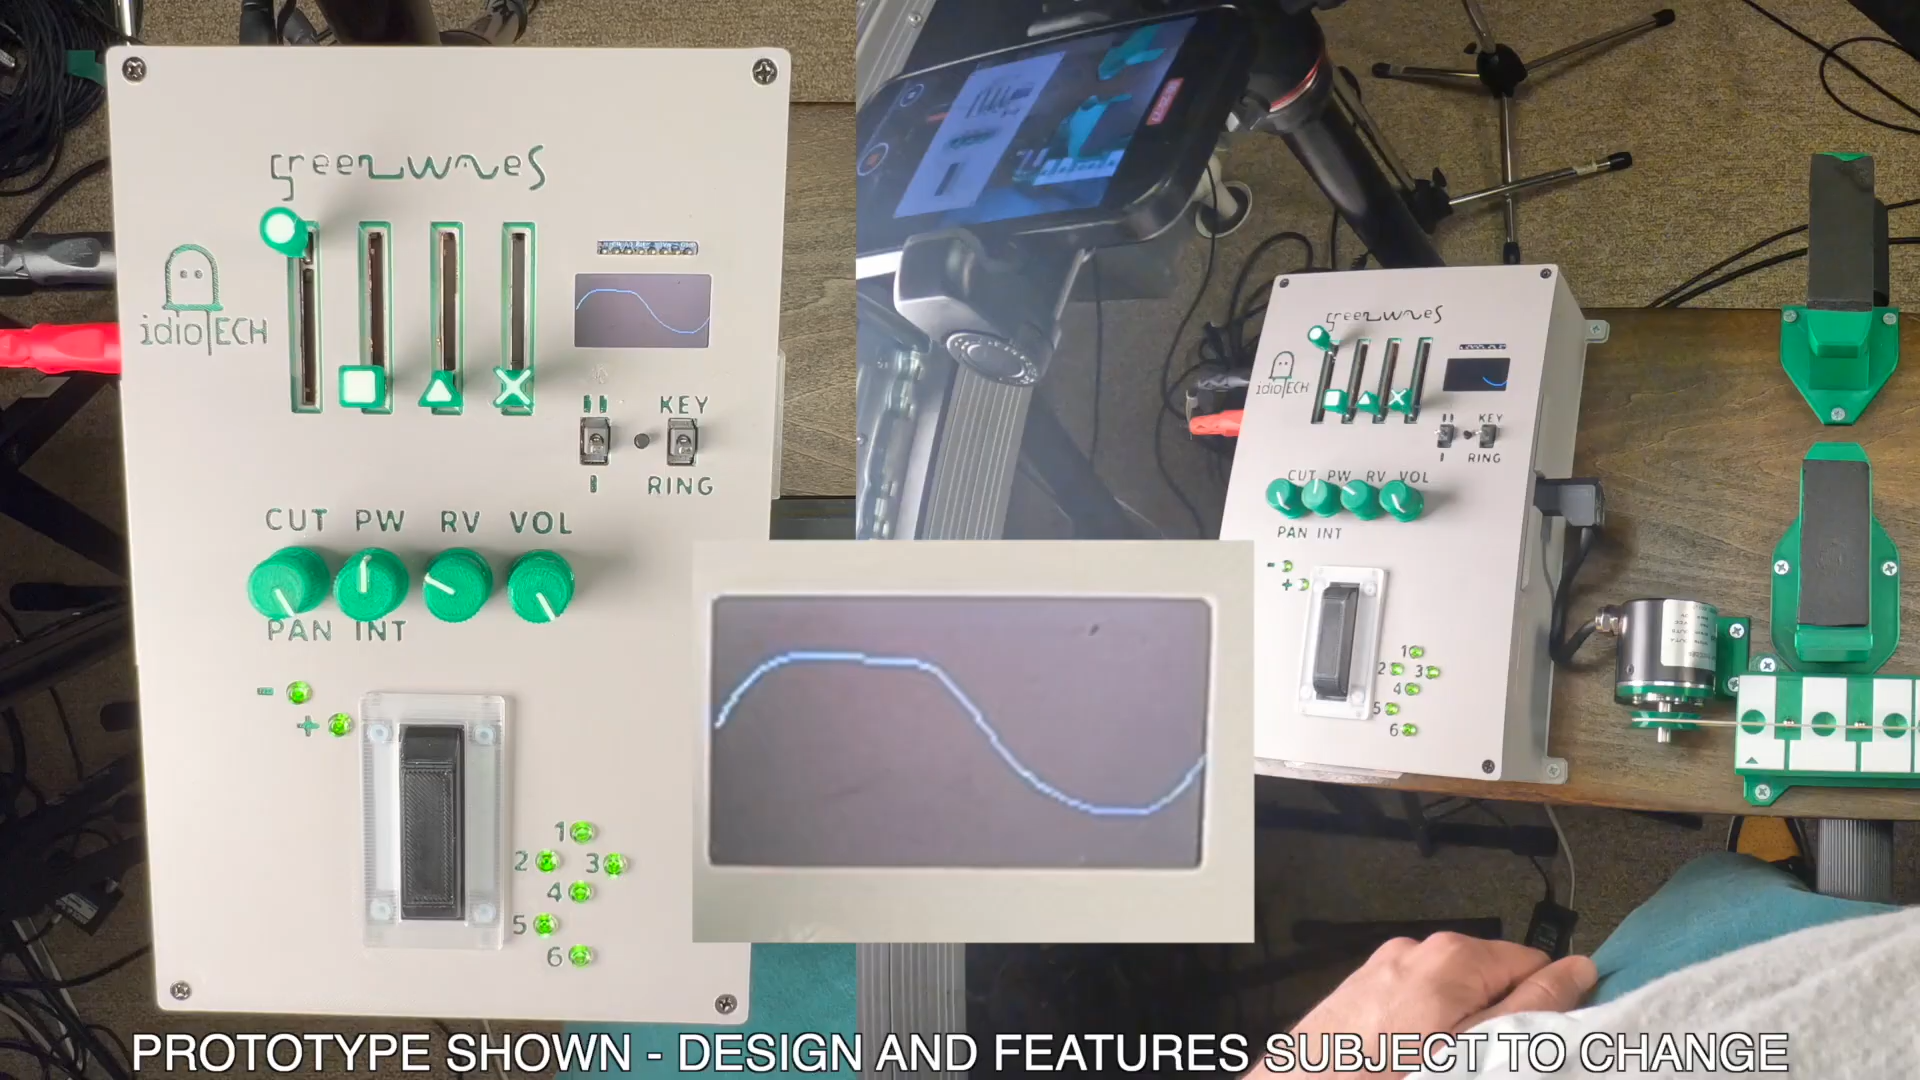 greenwaves
idioTECH
II
KEY
I
RING
CUT PW RV VOL
PAN INT
-
+
1
2 3
4
5
6
greenwaves
idioTECH
II
KEY
I
RING
CUT PW RV VOL
PAN INT
-
+
1
2 3
4
5
6
PROTOTYPE SHOWN - DESIGN AND FEATURES SUBJECT TO CHANGE